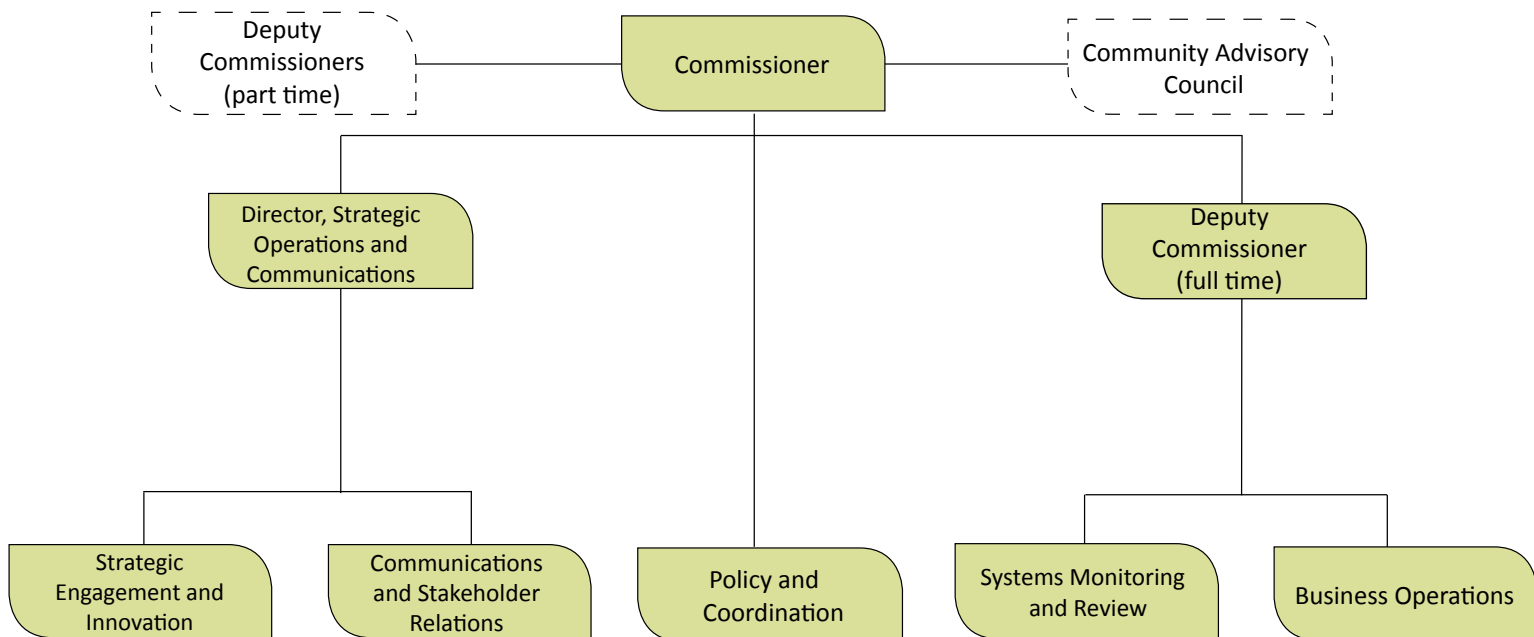 Deputy
Commissioners
(part time)
Commissioner
Community Advisory
Council
Director, Strategic
Operations and
Communications
Deputy
Commissioner
(full time)
Strategic
Engagement and
Innovation
Communications
and Stakeholder
Relations
Policy and
Coordination
Systems Monitoring
and Review
Business Operations